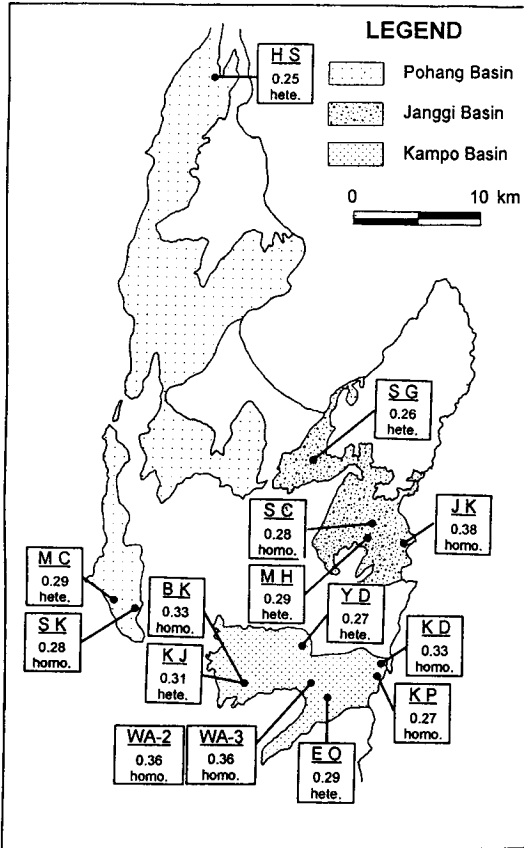 LEGEND
Pohang Basin
Janggi Basin
Kampo Basin
0 10 km
H S
0.25
hete.
S G
0.26
hete.
S C
0.28
homo.
J K
0.38
homo.
M H
0.29
hete.
M C
0.29
hete.
S K
0.28
homo.
B K
0.33
homo.
Y D
0.27
hete.
K D
0.33
homo.
K J
0.31
hete.
K P
0.27
homo.
WA-2
0.36
homo.
WA-3
0.36
homo.
E O
0.29
hete.